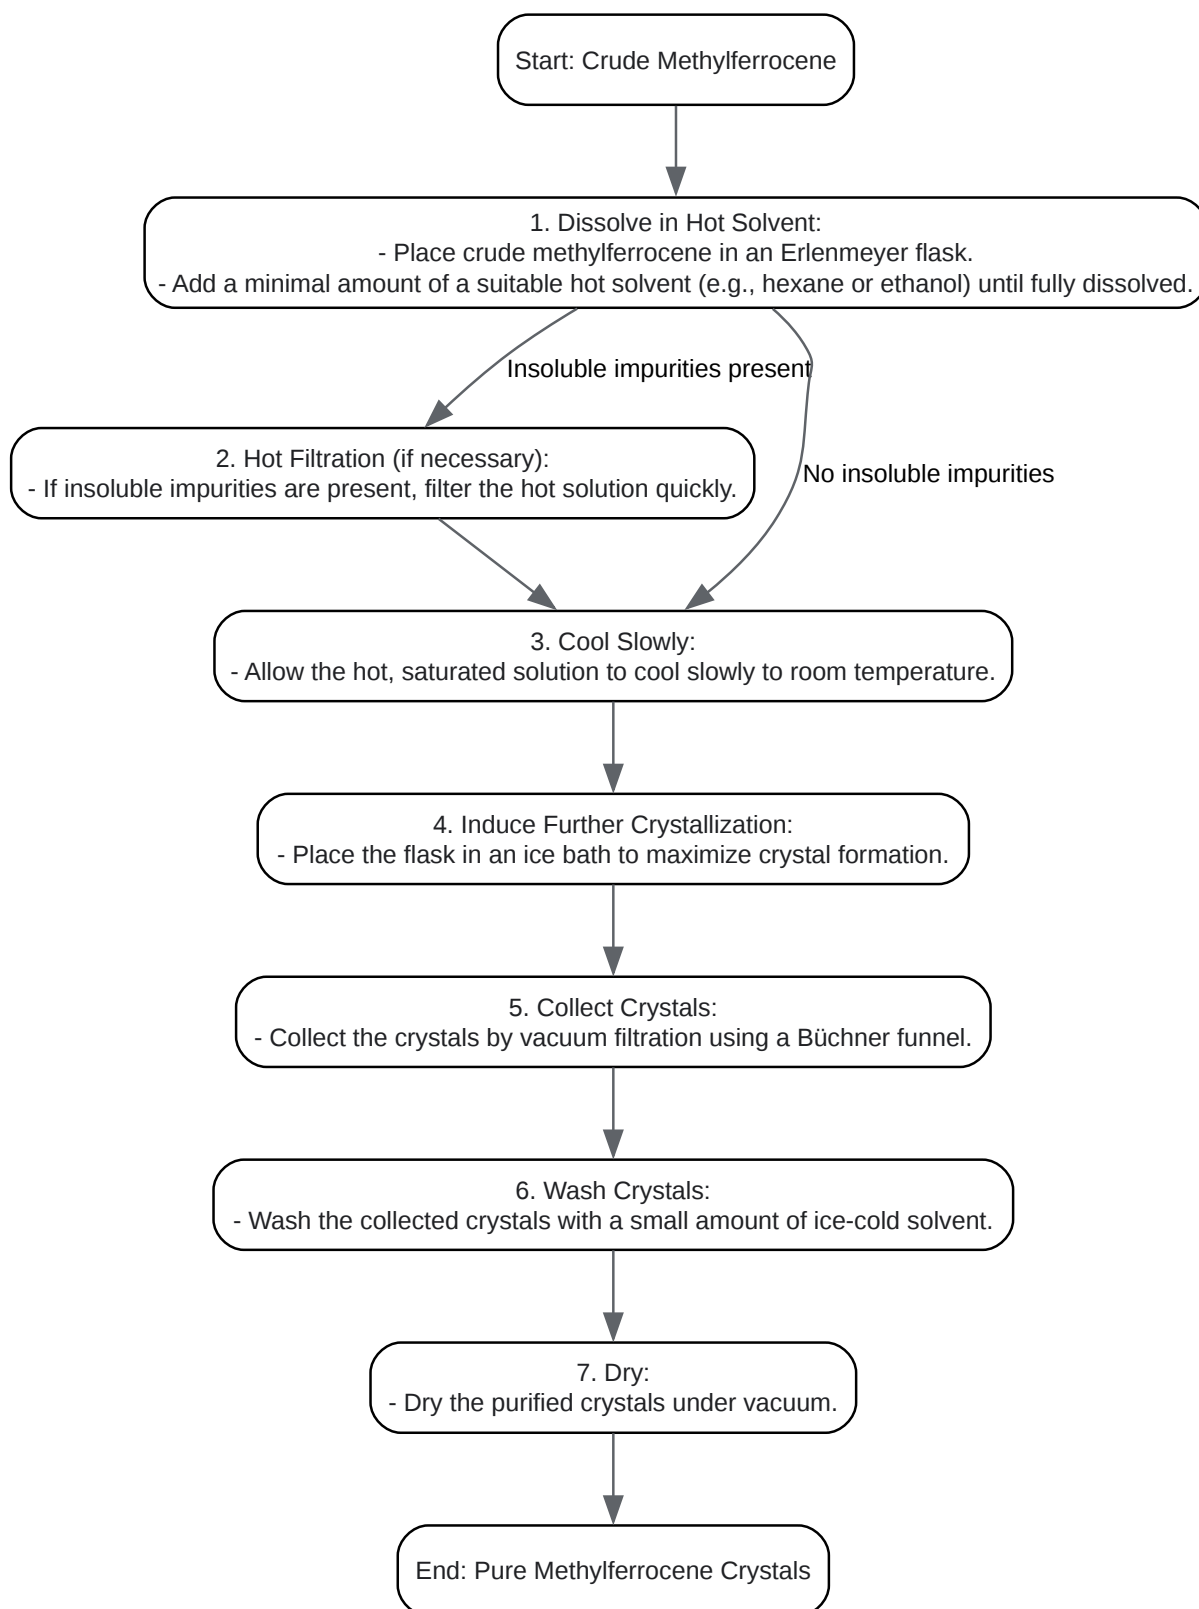 Start: Crude Methylferrocene
1. Dissolve in Hot Solvent:
- Place crude methylferrocene in an Erlenmeyer flask.
- Add a minimal amount of a suitable hot solvent (e.g., hexane or ethanol) until fully dissolved.
Insoluble impurities present
2. Hot Filtration (if necessary):
- If insoluble impurities are present, filter the hot solution quickly.
No insoluble impurities
3. Cool Slowly:
- Allow the hot, saturated solution to cool slowly to room temperature.
4. Induce Further Crystallization:
- Place the flask in an ice bath to maximize crystal formation.
5. Collect Crystals:
- Collect the crystals by vacuum filtration using a Büchner funnel.
6. Wash Crystals:
- Wash the collected crystals with a small amount of ice-cold solvent.
7. Dry:
- Dry the purified crystals under vacuum.
End: Pure Methylferrocene Crystals